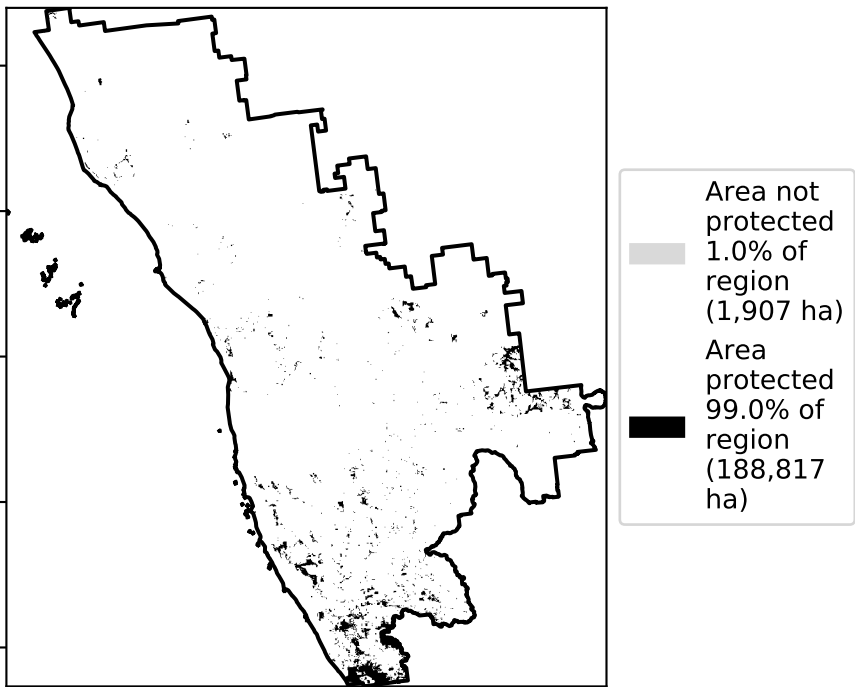 Area not
protected
1.0% of
region
(1,907 ha)
Area
protected
99.0% of
region
(188,817
ha)